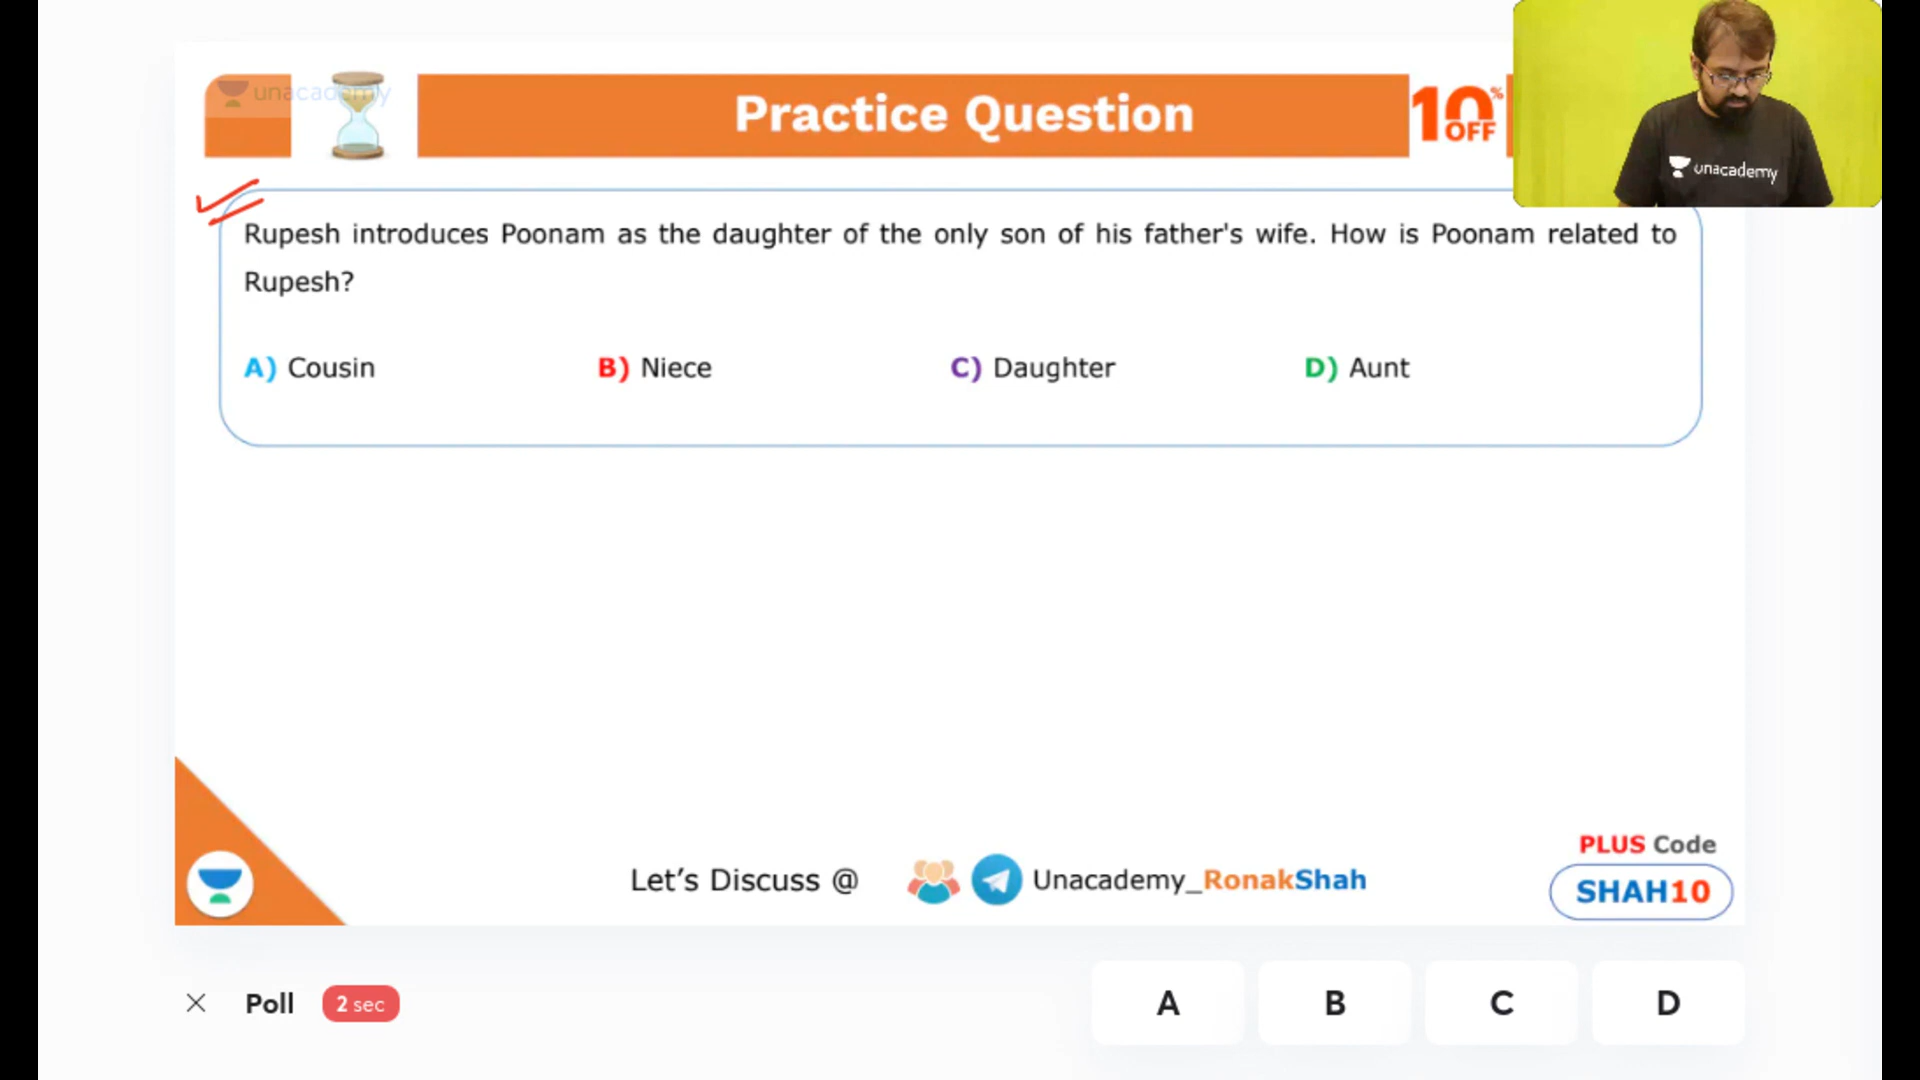 unacademy
Practice Question
10%
OFF
unacademy
Rupesh introduces Poonam as the daughter of the only son of his father's wife. How is Poonam related to
Rupesh?
A) Cousin B) Niece C) Daughter D) Aunt
PLUS Code
Let’s Discuss @ Unacademy_RonakShah
SHAH10
Poll 2 sec A B C D